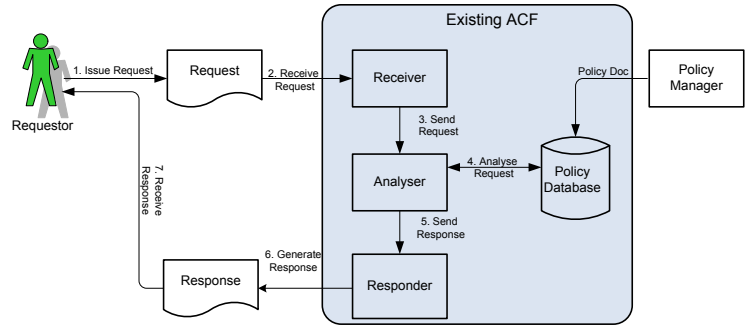 Existing ACF
1. Issue Request
Request
2. Receive
Request
Receiver
Policy Doc
Policy
Manager
Requestor
3. Send
Request
Analyser
4. Analyse
Request
Policy
Database
5. Send
Response
7. Receive
Response
6. Generate
Response
Response
Responder